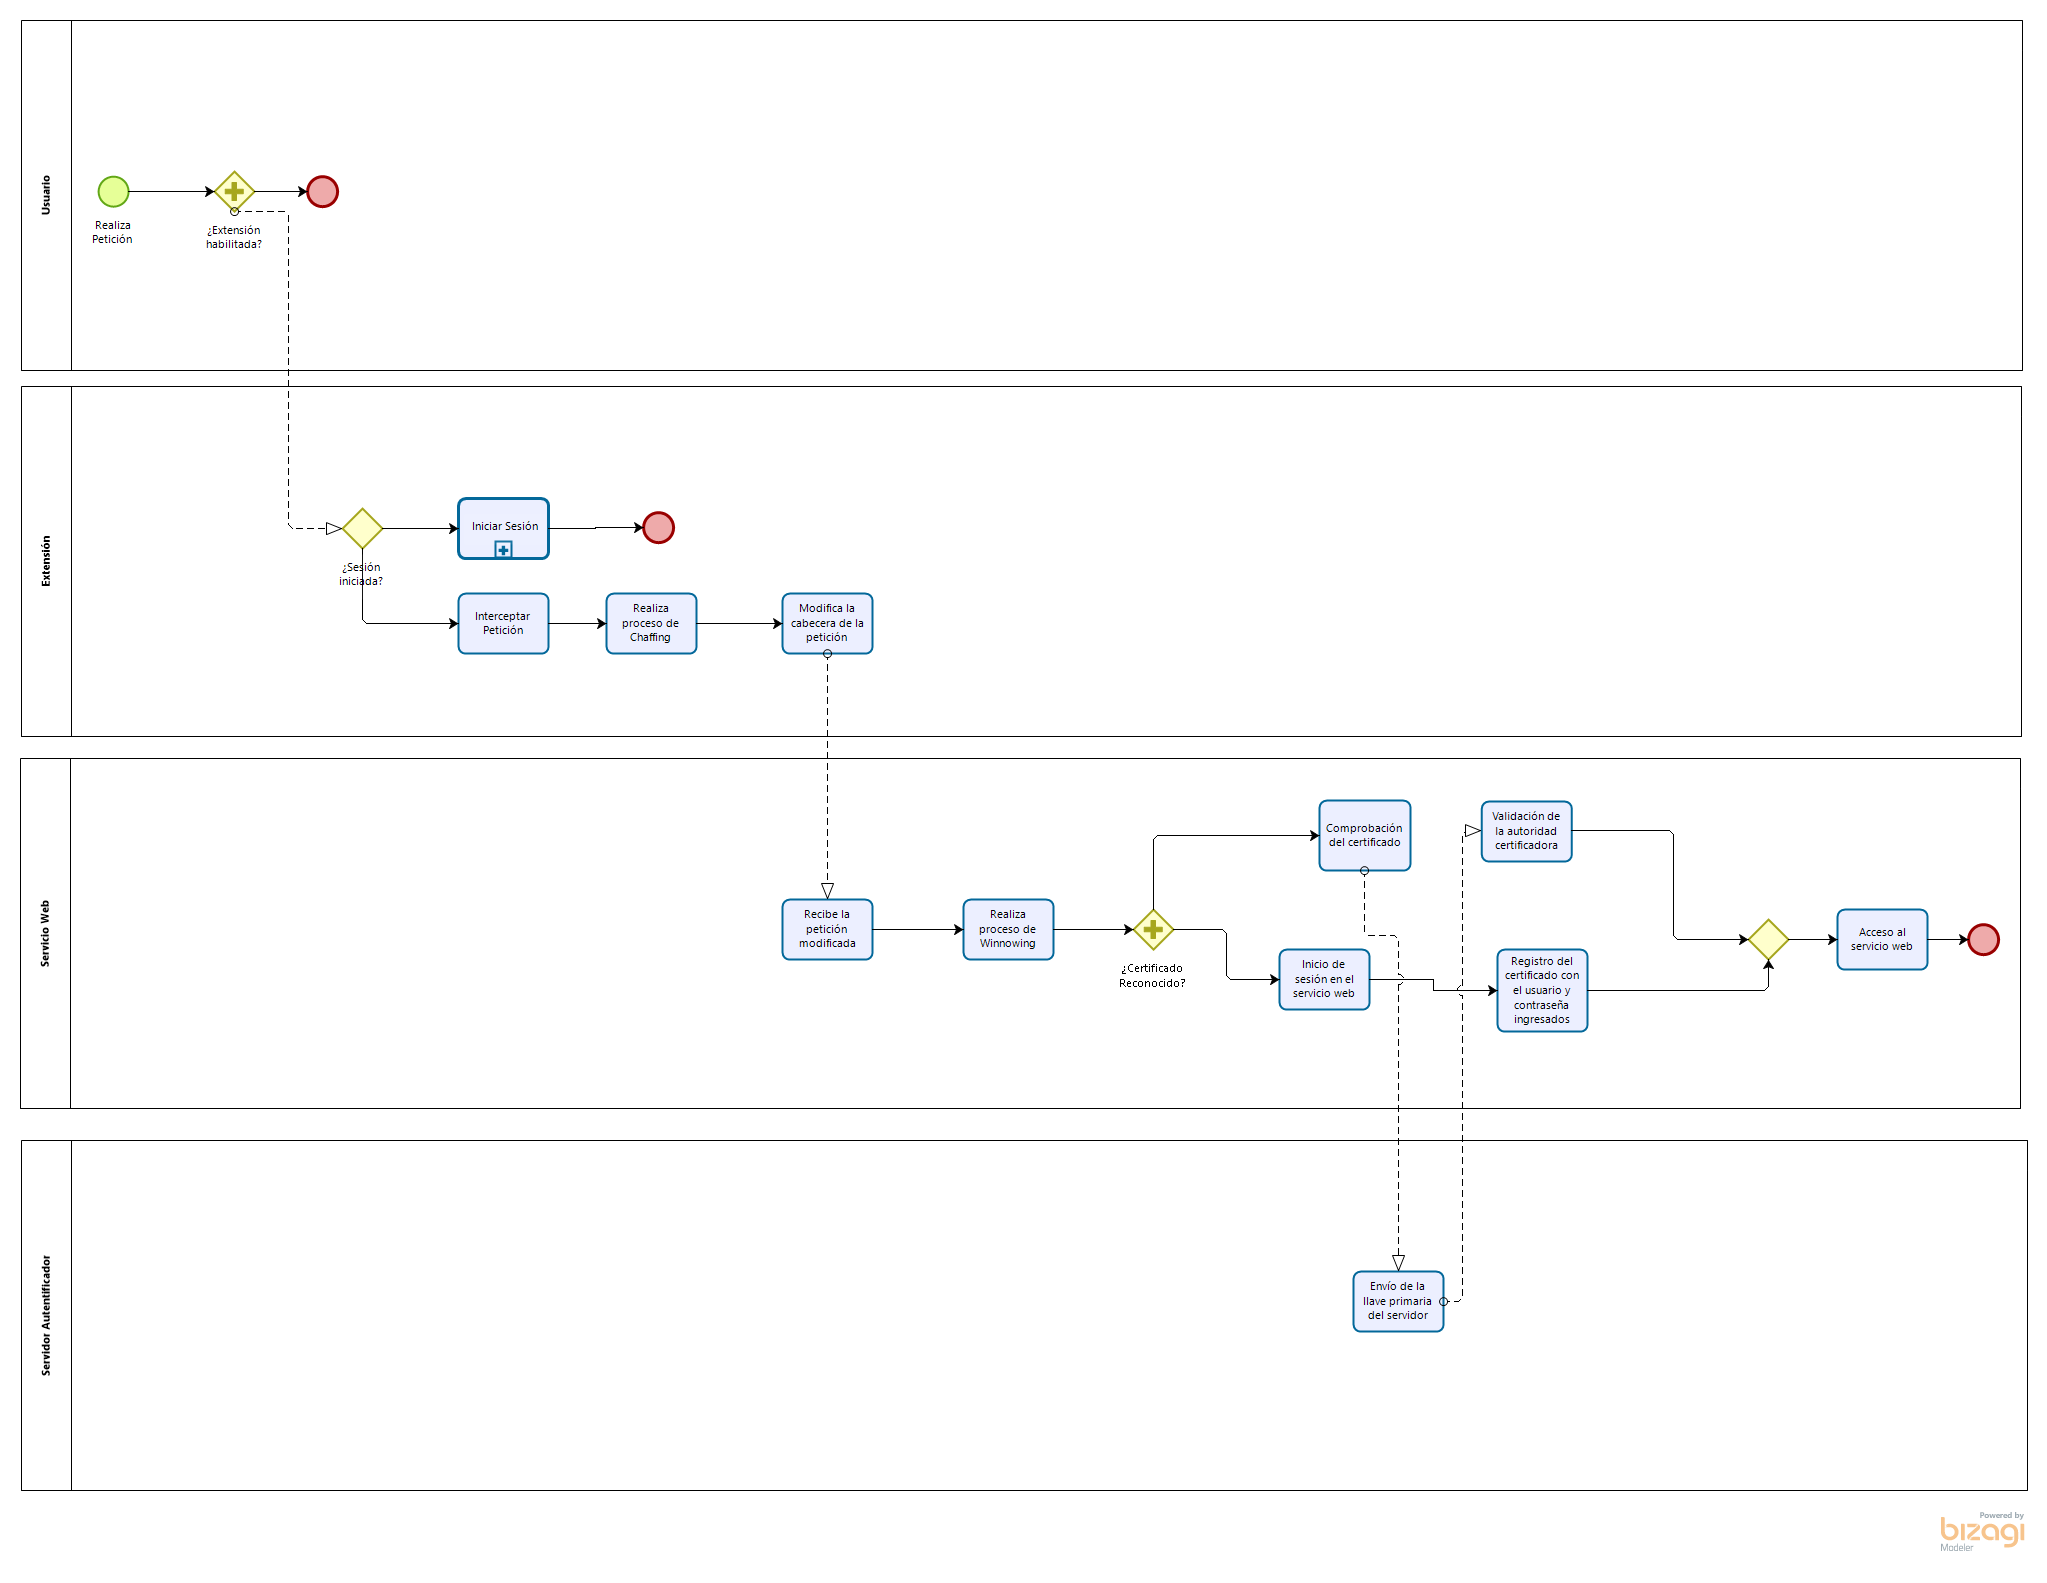 Usuario
Realiza
Petición
¿Extensión
habilitada?
Extensión
¿Sesión
iniciada?
Iniciar Sesión
Interceptar
Petición
Realiza
proceso de
Chaffing
Modifica la
cabecera de la
petición
Servicio Web
Recibe la
petición
modificada
Realiza
proceso de
Winnowing
¿Certificado
Reconocido?
Comprobación
del certificado
Inicio de
sesión en el
servicio web
Validación de
la autoridad
certificadora
Registro del
certificado con
el usuario y
contraseña
ingresados
Acceso al
servicio web
Servidor Autentificador
Envío de la
llave primaria
del servidor
Powered by
bizagi
Modeler